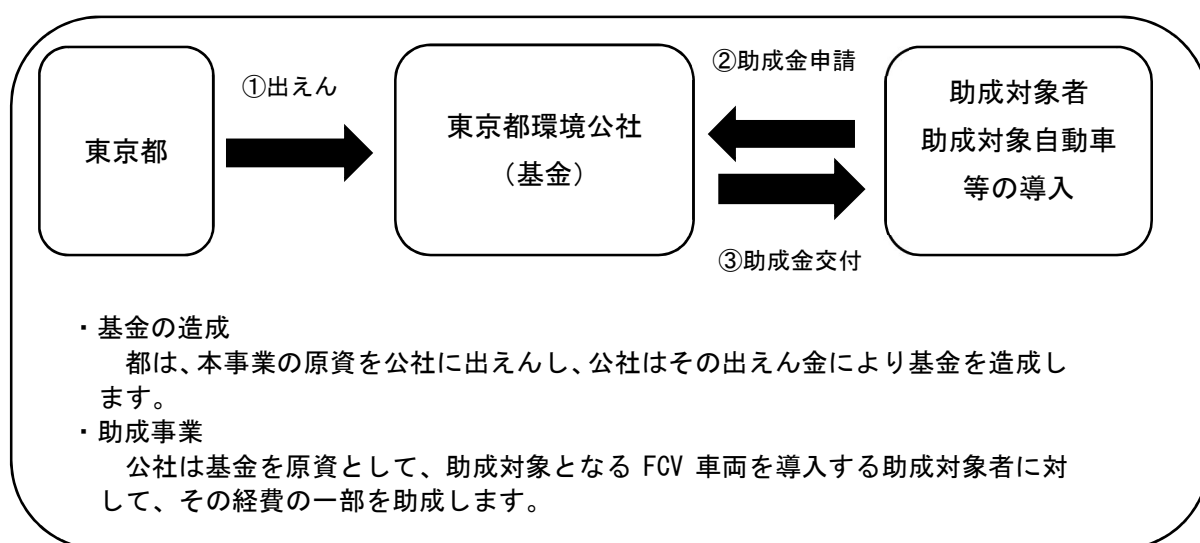 東京都
①出えん
東京都環境公社
（基金）
②助成金申請
③助成金交付
助成対象者
助成対象自動車
等の導入
・基金の造成
都は、本事業の原資を公社に出えんし、公社はその出えん金により基金を造成し
ます。
・助成事業
公社は基金を原資として、助成対象となる FCV 車両を導入する助成対象者に対
して、その経費の一部を助成します。